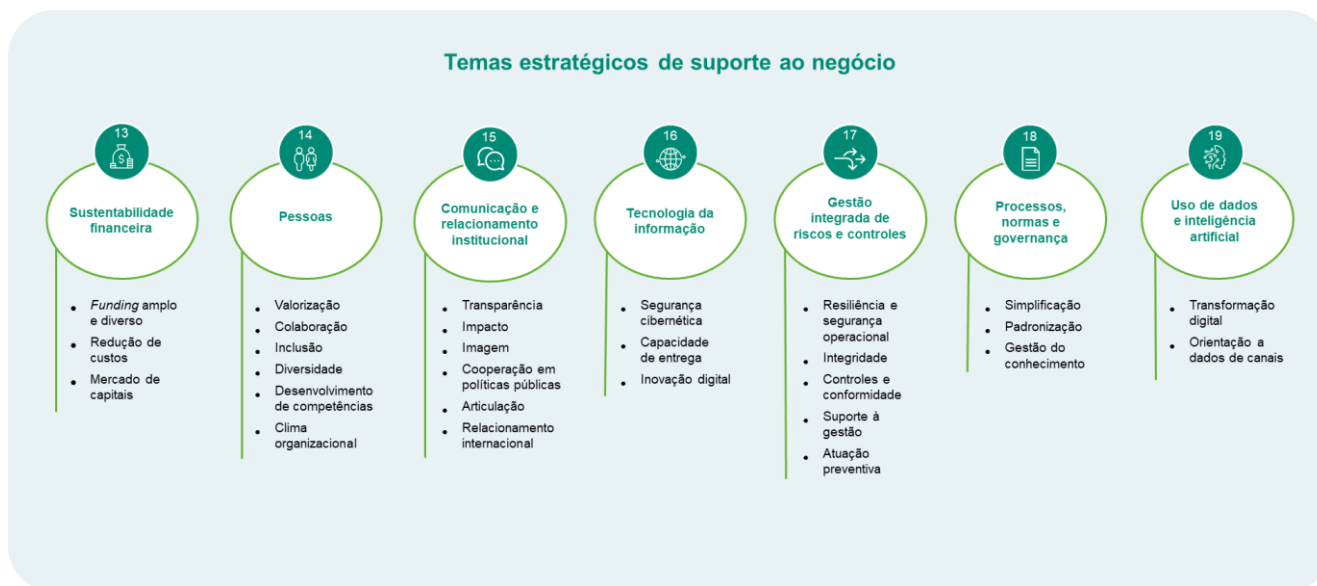 Temas estratégicos de suporte ao negócio
13
Sustentabilidade
financeira
• Funding amplo
e diverso
• Redução de
custos
• Mercado de
capitais
14
Pessoas
• Valorização
• Colaboração
• Inclusão
• Diversidade
• Desenvolvimento
de competências
• Clima
organizacional
15
Comunicação e
relacionamento
institucional
• Transparência
• Impacto
• Imagem
• Cooperação em
políticas públicas
• Articulação
• Relacionamento
internacional
16
Tecnologia da
informação
• Segurança
cibernética
• Capacidade
de entrega
• Inovação digital
17
Gestão
integrada de
riscos e controles
• Resiliência e
segurança
operacional
• Integridade
• Controles e
conformidade
• Suporte à
gestão
• Atuação
preventiva
18
Processos,
normas e
governança
• Simplificação
• Padronização
• Gestão do
conhecimento
19
Uso de dados
e inteligência
artificial
• Transformação
digital
• Orientação a
dados de canais